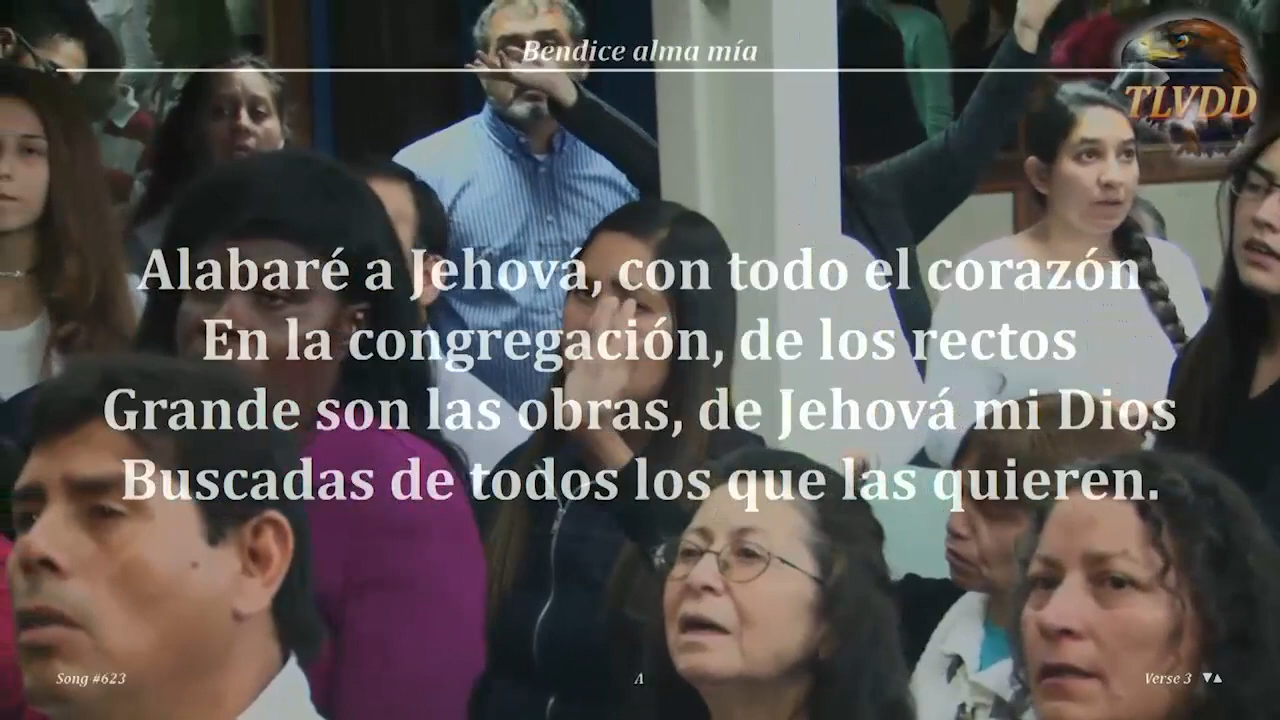 Bendice alma mía
TLVDD
Alabaré a Jehová, con todo el corazón
En la congregación, de los rectos
Grande son las obras, de Jehová mi Dios
Buscadas de todos los que las quieren.
Song #623
Λ
Verse 3 ▼▲